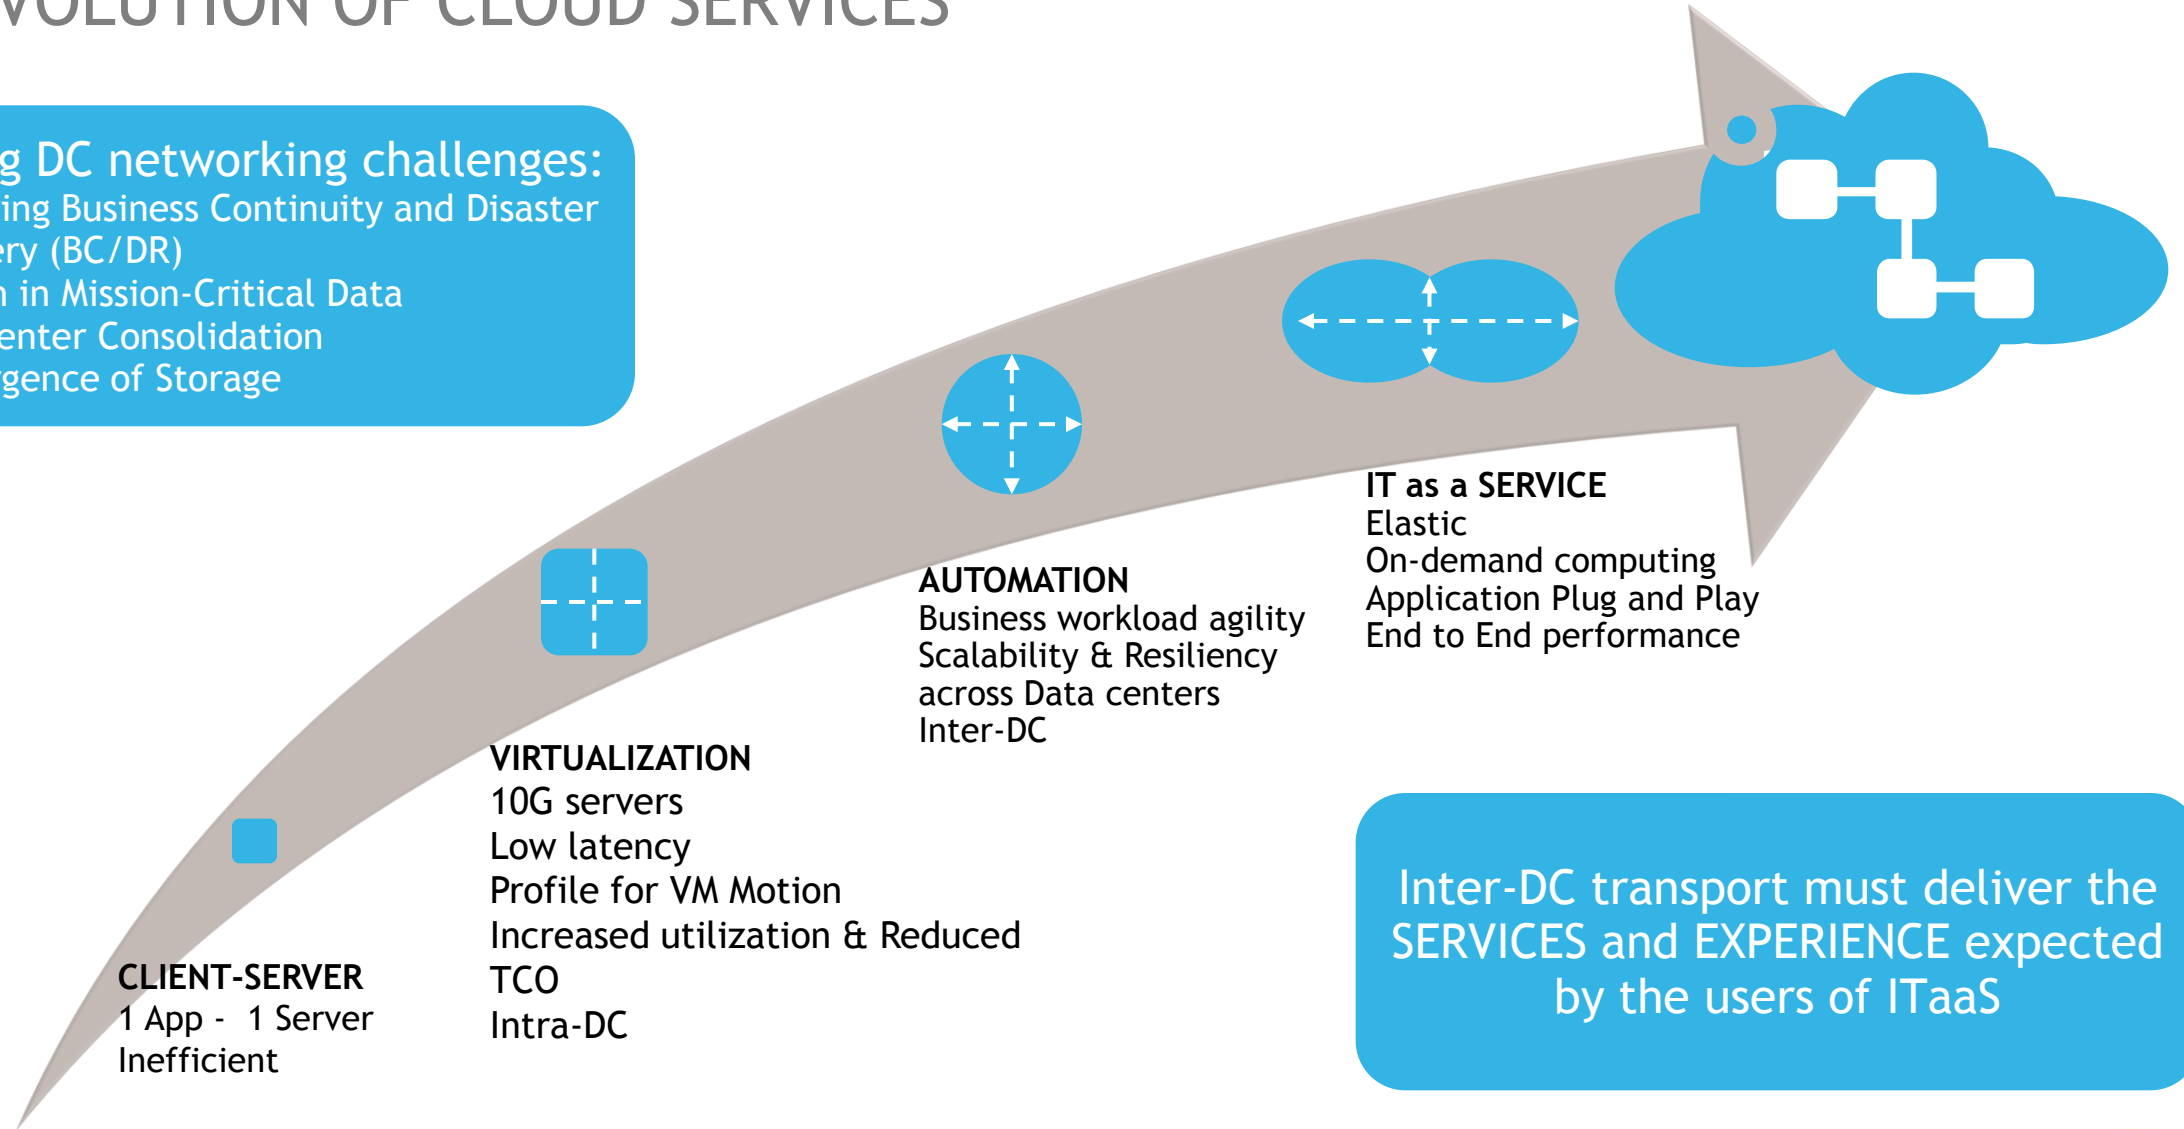 VOLUTION OF CLOUD SERVICES
g DC networking challenges:
ing Business Continuity and Disaster
ery (BC/DR)
in Mission-Critical Data
enter Consolidation
rgence of Storage
IT as a SERVICE
Elastic
On-demand computing
Application Plug and Play
End to End performance
AUTOMATION
Business workload agility
Scalability & Resiliency
across Data centers
Inter-DC
VIRTUALIZATION
10G servers
Low latency
Profile for VM Motion
Increased utilization & Reduced
TCO
Intra-DC
CLIENT-SERVER
1 App - 1 Server
Inefficient
Inter-DC transport must deliver the
SERVICES and EXPERIENCE expected
by the users of ITaaS